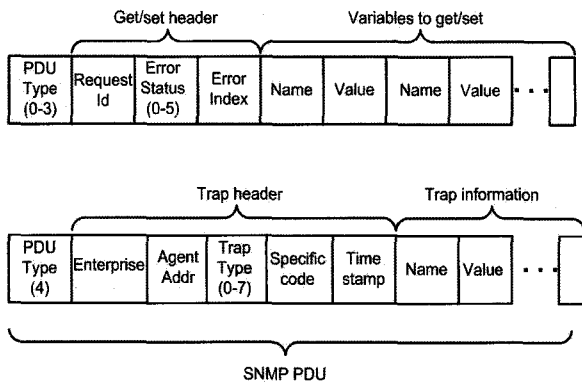 Get/set header
Variables to get/set
PDU Type (0-3)
Request Id
Error Status (0-5)
Error Index
Name
Value
Name
Value
...
Trap header
Trap information
PDU Type (4)
Enterprise
Agent Addr
Trap Type (0-7)
Specific code
Time stamp
Name
Value
...
SNMP PDU